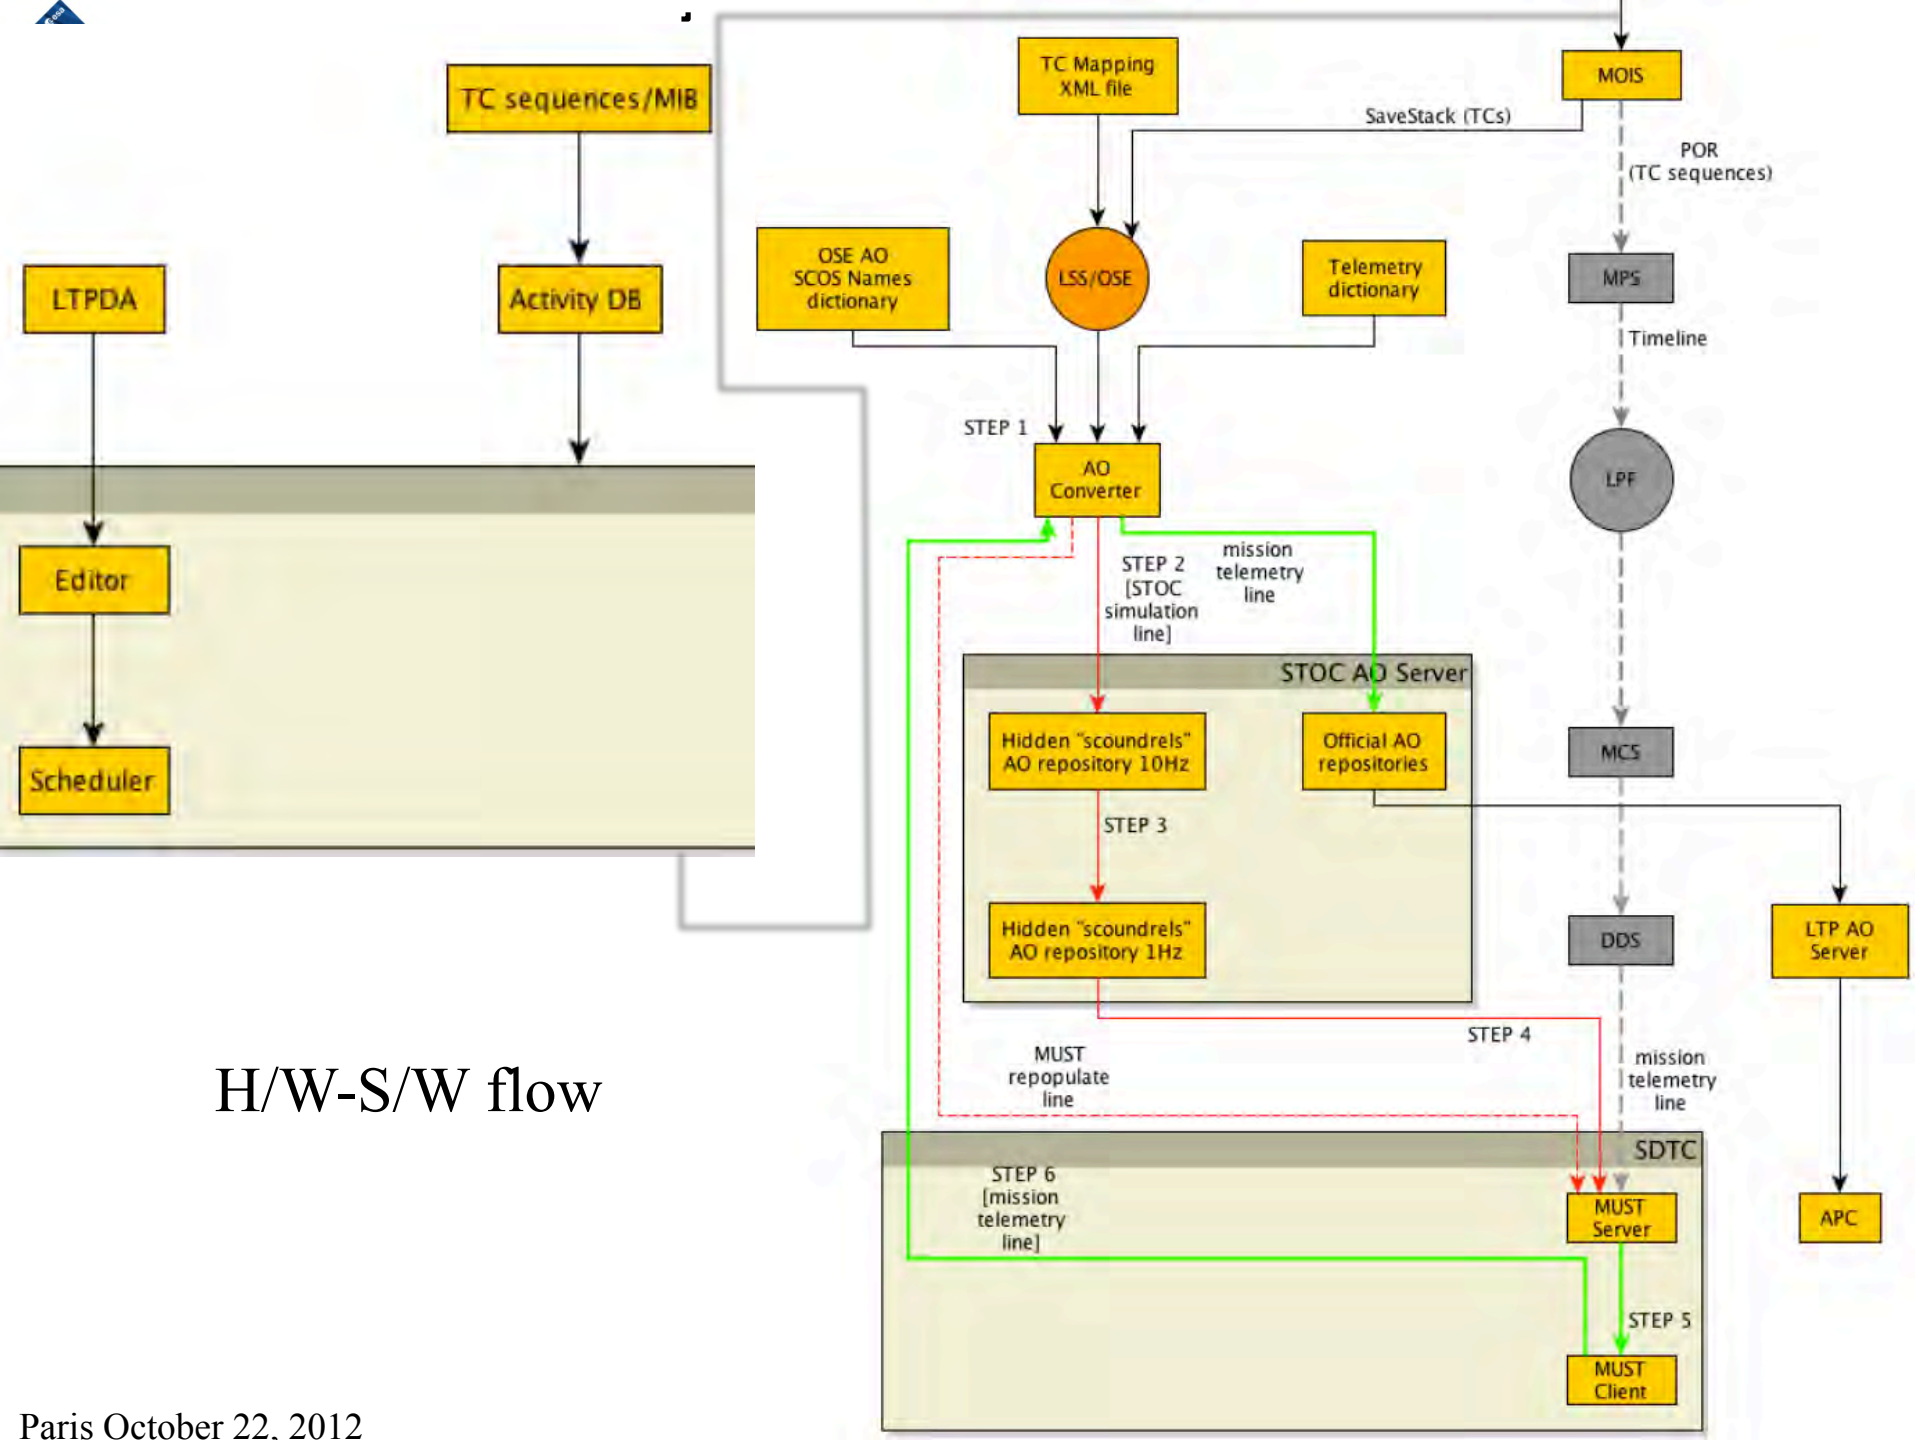 esa
TC sequences/MIB
LTPDA
Activity DB
Editor
Scheduler
H/W-S/W flow
Paris October 22, 2012
TC Mapping
XML file
MOIS
SaveStack (TCs)
POR
(TC sequences)
OSE AO
SCOS Names
dictionary
LSS/OSE
Telemetry
dictionary
MPS
Timeline
STEP 1
AO
Converter
LPF
STEP 2
[STOC
simulation
line]
mission
telemetry
line
STOC AO Server
Hidden "scoundrels"
AO repository 10Hz
Official AO
repositories
MCS
STEP 3
Hidden "scoundrels"
AO repository 1Hz
DDS
LTP AO
Server
STEP 4
MUST
repopulate
line
mission
telemetry
line
SDTC
STEP 6
[mission
telemetry
line]
MUST
Server
APC
STEP 5
MUST
Client